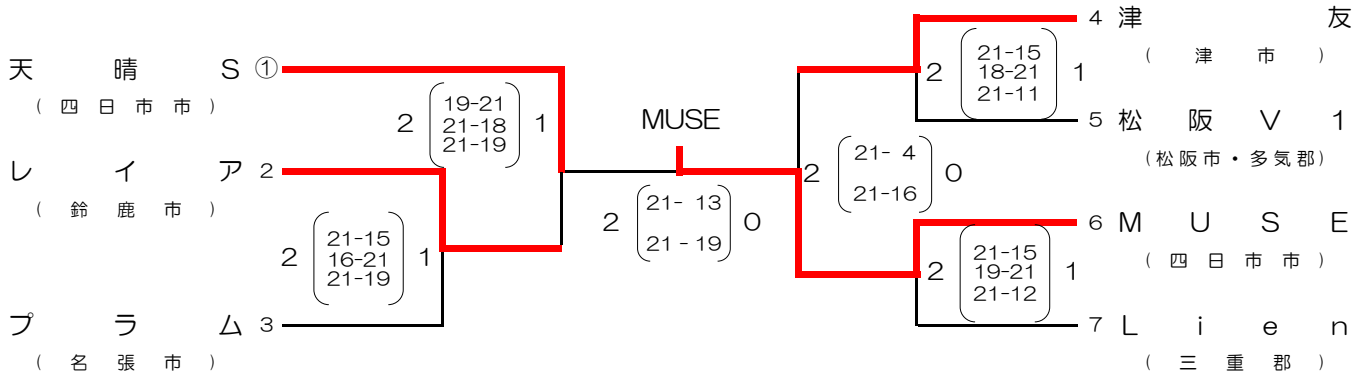 天晴S ①
(四日市市)
2 (19-21 21-18 21-19) 1
レイア 2
(鈴鹿市)
2 (21-15 16-21 21-19) 1
プラム 3
(名張市)
MUSE
2 (21- 13 21 -19) 0
4 津友
(津市)
2 (21-15 18-21 21-11) 1
5 松阪V1
(松阪市・多気郡)
2 (21- 4 21-16) 0
6 MUSE
(四日市市)
2 (21-15 19-21 21-12) 1
7 Lien
(三重郡)